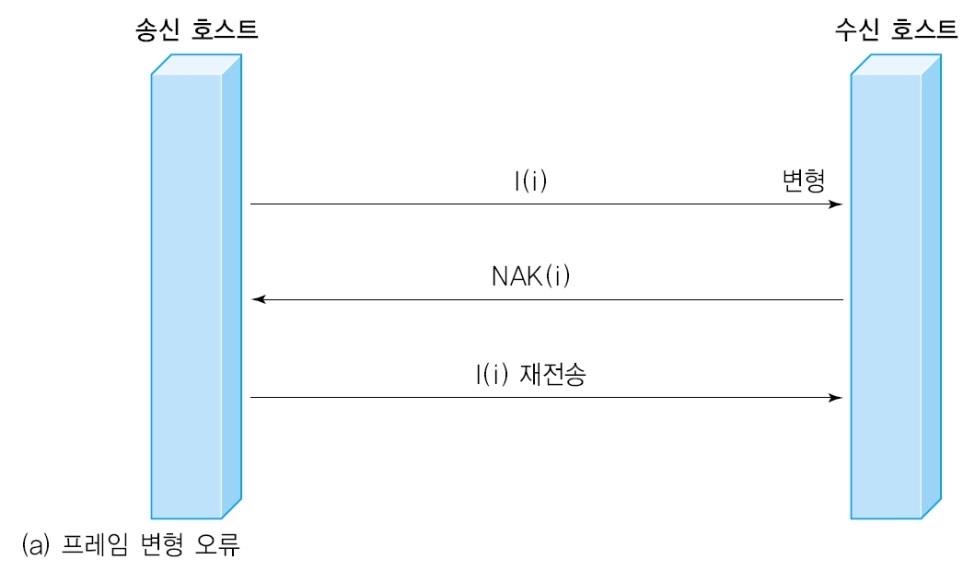 송신 호스트
수신 호스트
I(i)
변형
NAK(i)
I(i) 재전송
(a) 프레임 변형 오류